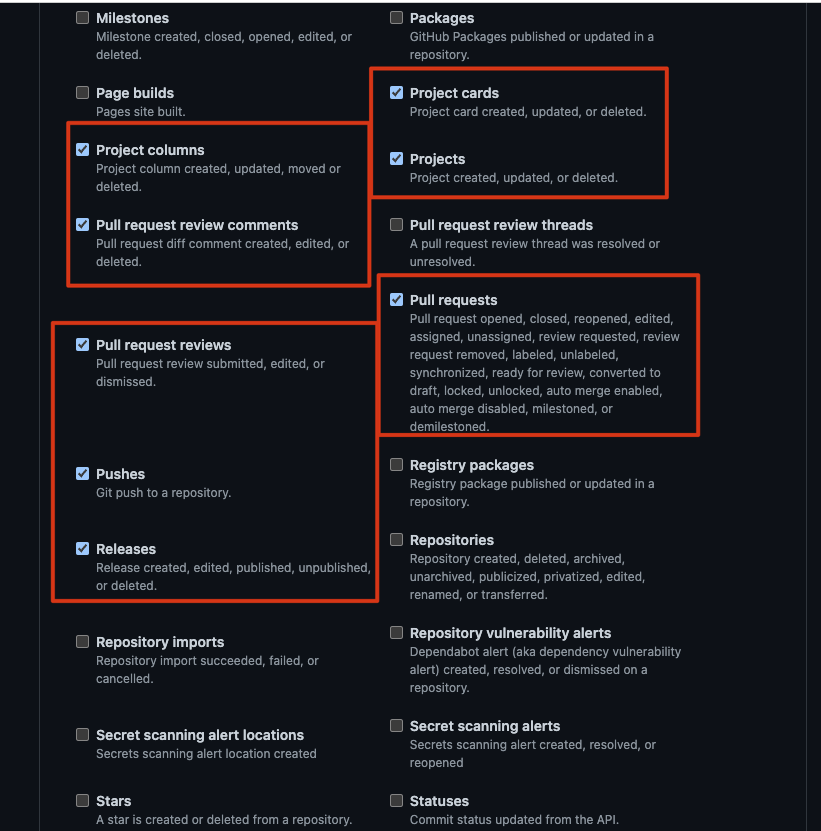 Milestones
Milestone created, closed, opened, edited, or
deleted.
Packages
GitHub Packages published or updated in a
repository.
Page builds
Pages site built.
Project cards
Project card created, updated, or deleted.
Project columns
Project column created, updated, moved or
deleted.
Projects
Project created, updated, or deleted.
Pull request review comments
Pull request diff comment created, edited, or
deleted.
Pull request review threads
A pull request review thread was resolved or
unresolved.
Pull request reviews
Pull request review submitted, edited, or
dismissed.
Pull requests
Pull request opened, closed, reopened, edited,
assigned, unassigned, review requested, review
request removed, labeled, unlabeled,
synchronized, ready for review, converted to
draft, locked, unlocked, auto merge enabled,
auto merge disabled, milestoned, or
demilestoned.
Pushes
Git push to a repository.
Registry packages
Registry package published or updated in a
repository.
Releases
Release created, edited, published, unpublished,
or deleted.
Repositories
Repository created, deleted, archived,
unarchived, publicized, privatized, edited,
renamed, or transferred.
Repository imports
Repository import succeeded, failed, or
cancelled.
Repository vulnerability alerts
Dependabot alert (aka dependency vulnerability
alert) created, resolved, or dismissed on a
repository.
Secret scanning alert locations
Secrets scanning alert location created
Secret scanning alerts
Secrets scanning alert created, resolved, or
reopened
Stars
A star is created or deleted from a repository.
Statuses
Commit status updated from the API.